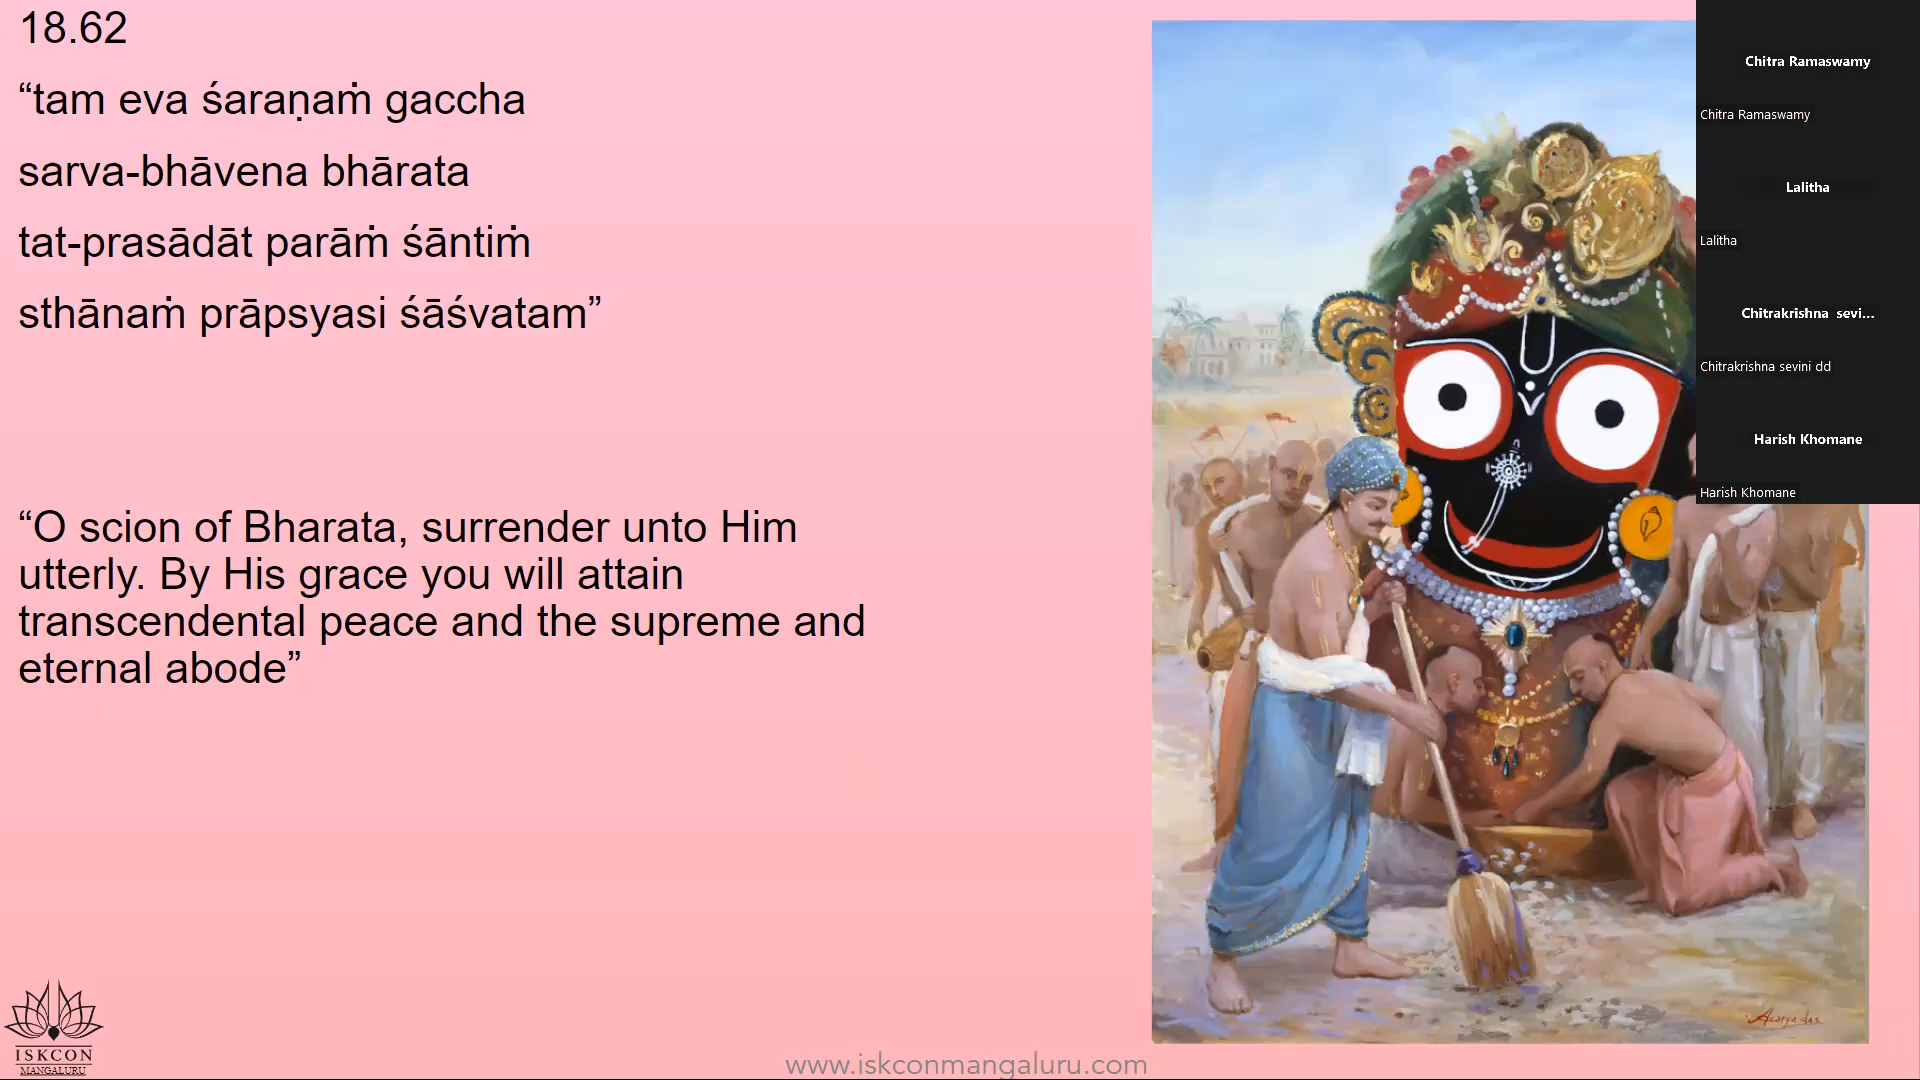 18.62
“tam eva śaraṇaṁ gaccha
sarva-bhāvena bhārata
tat-prasādāt parāṁ śāntiṁ
sthānaṁ prāpsyasi śāśvatam”
“O scion of Bharata, surrender unto Him
utterly. By His grace you will attain
transcendental peace and the supreme and
eternal abode”
Chitra Ramaswamy
Chitra Ramaswamy
Lalitha
Lalitha
Chitrakrishna sevi...
Chitrakrishna sevini dd
Harish Khomane
Harish Khomane
ISKCON
MANGALURU
www.iskconmangaluru.com